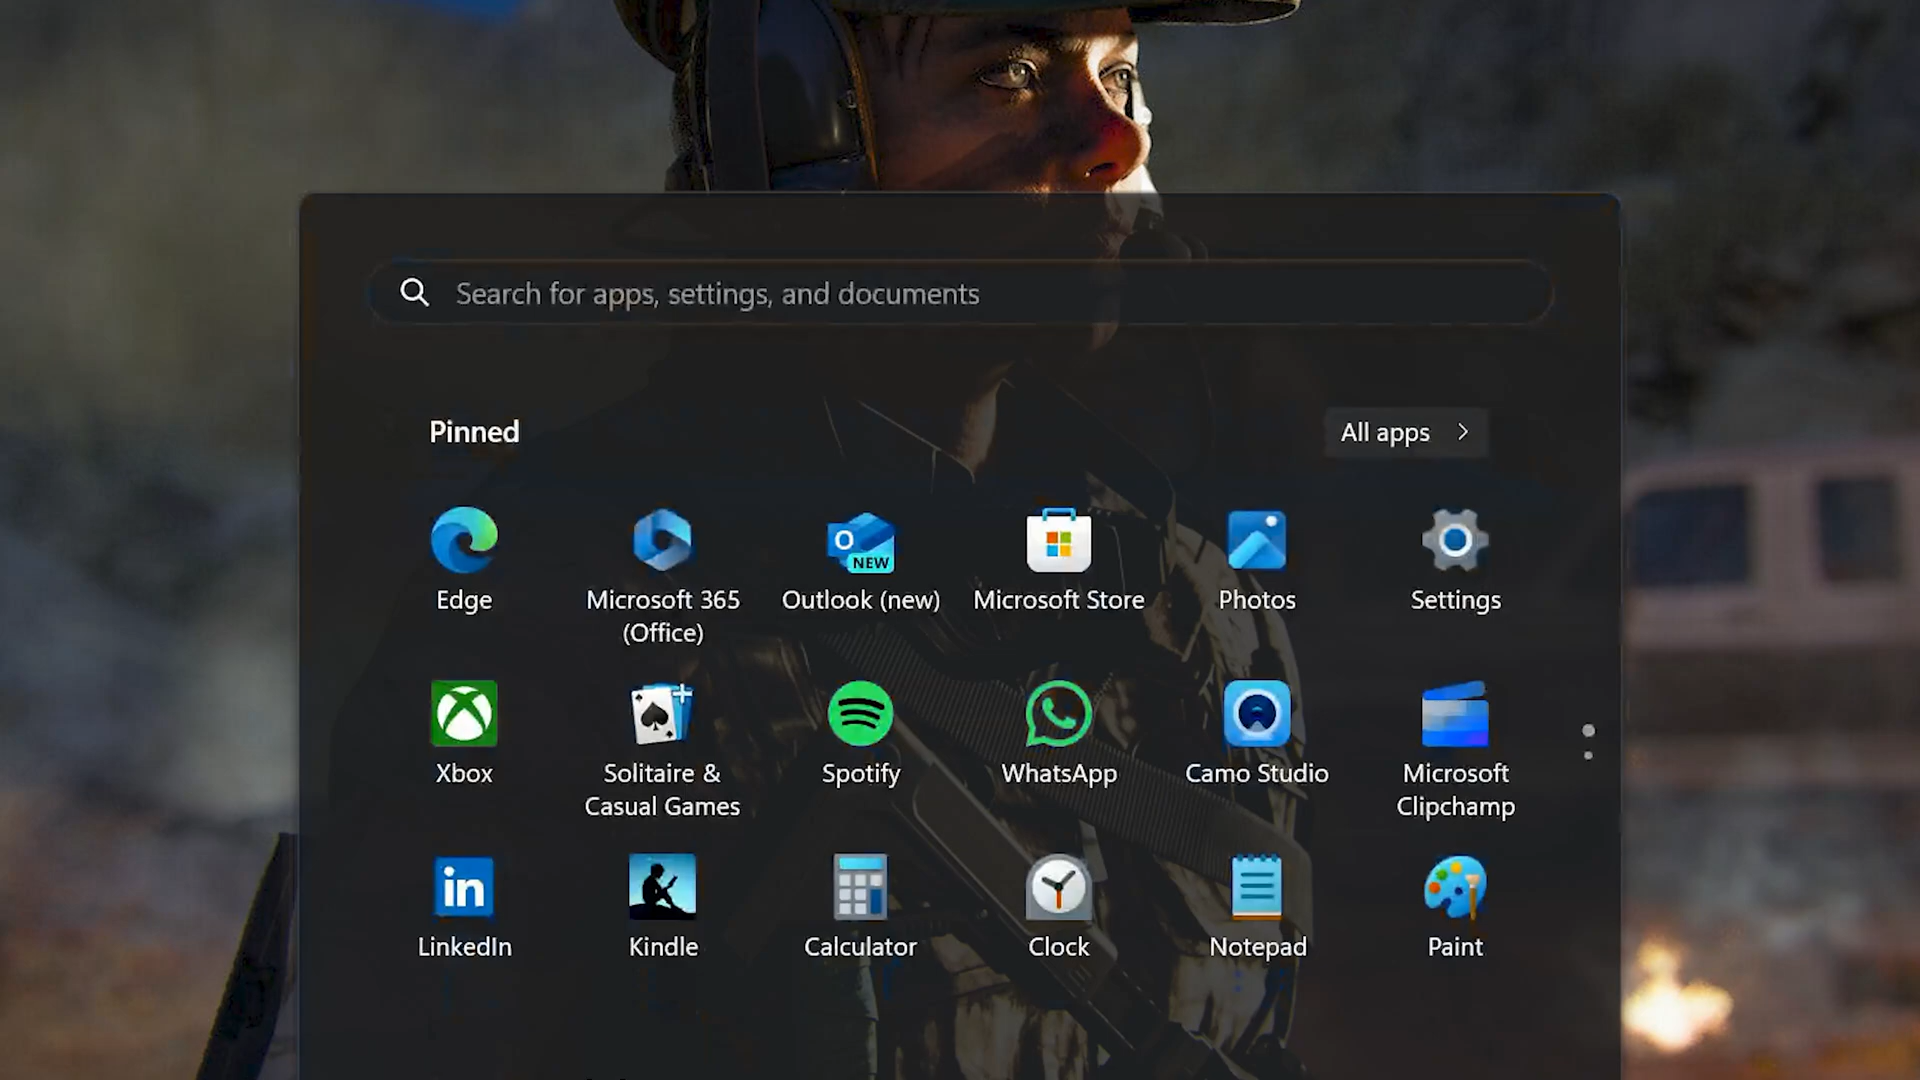 Search for apps, settings, and documents
Pinned
All apps
Edge
Microsoft 365
(Office)
O
NEW
Outlook (new)
Microsoft Store
Photos
Settings
Xbox
Solitaire &
Casual Games
Spotify
WhatsApp
Camo Studio
Microsoft
Clipchamp
in
LinkedIn
Kindle
Calculator
Clock
Notepad
Paint